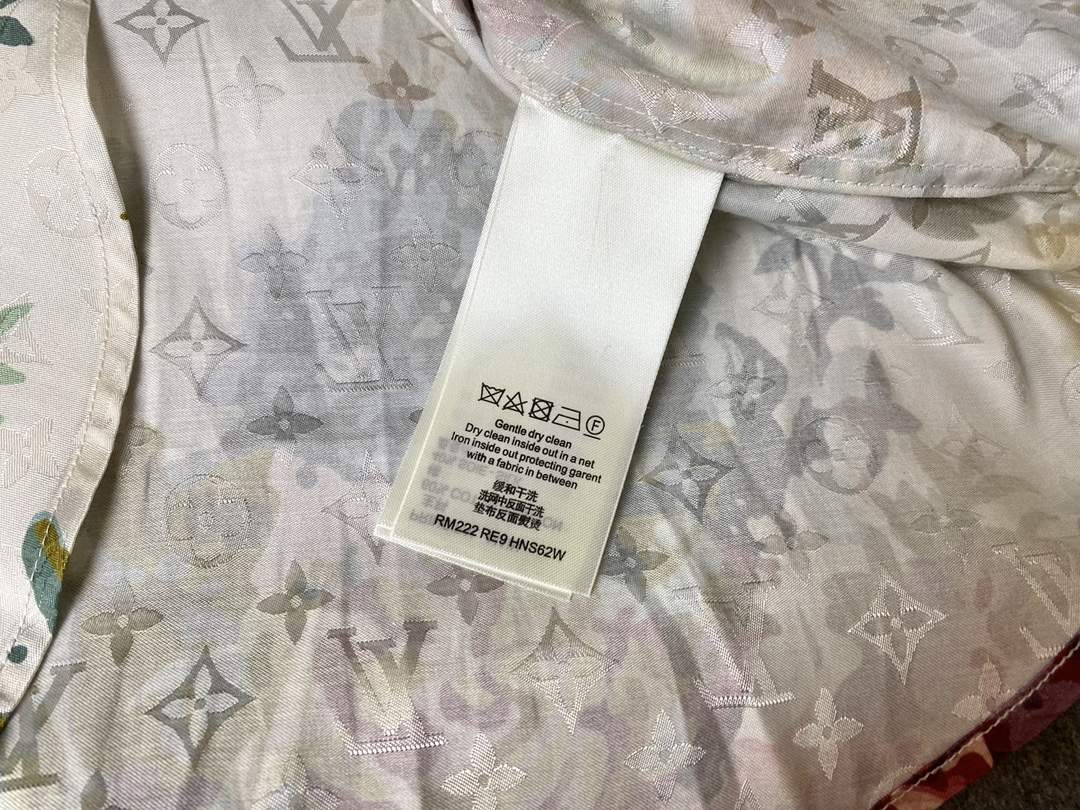 Gentle dry clean
Dry clean inside out in a net
Iron inside out protecting garent
with a fabric in between
缓和干洗
洗网中反面干洗
垫布反面熨烫
RM222 RE9 HNS62W